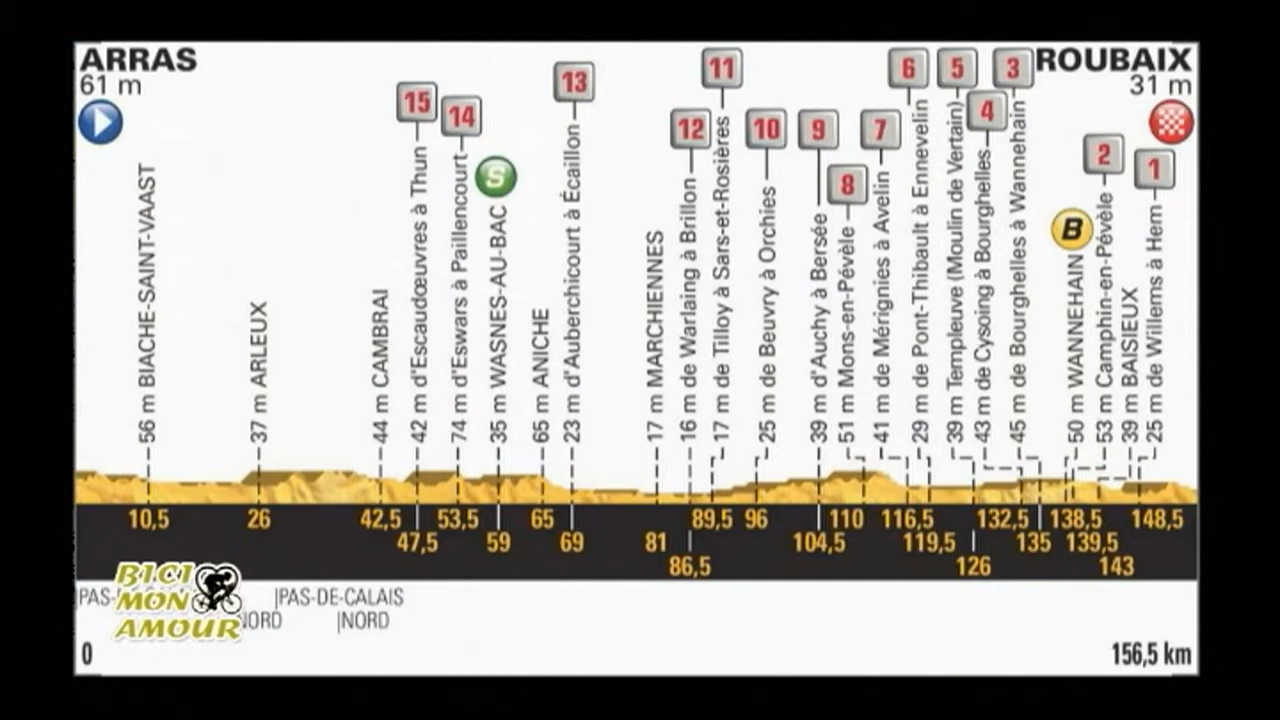 ARRAS
61 m
ROUBAIX
31 m
56 m BIACHE-SAINT-VAAST
37 m ARLEUX
44 m CAMBRAI
15
42 m d'Escaudœuvres à Thun
14
74 m d'Eswars à Paillencourt
S
35 m WASNES-AU-BAC
65 m ANICHE
13
23 m d'Auberchicourt à Écaillon
17 m MARCHIENNES
12
16 m de Warlaing à Brillon
11
17 m de Tilloy à Sars-et-Rosières
10
25 m de Beuvry à Orchies
9
39 m d'Auchy à Bersée
8
51 m Mons-en-Pévèle
7
41 m de Mérignies à Avelin
6
29 m de Pont-Thibault à Ennevelin
5
39 m Templeuve (Moulin de Vertain)
4
43 m de Cysoing à Bourghelles
3
45 m de Bourghelles à Wannehain
B
50 m WANNEHAIN
2
53 m Camphin-en-Pévèle
39 m BAISIEUX
1
25 m de Willems à Hem
10,5 26 42,5 53,5 65 89,5 96 110 116,5 132,5 138,5 148,5
47,5 59 69 81 104,5 119,5 135 139,5
86,5 126 143
PAS- |PAS-DE-CALAIS
NORD |NORD
BICI
MON
AMOUR
0
156,5 km